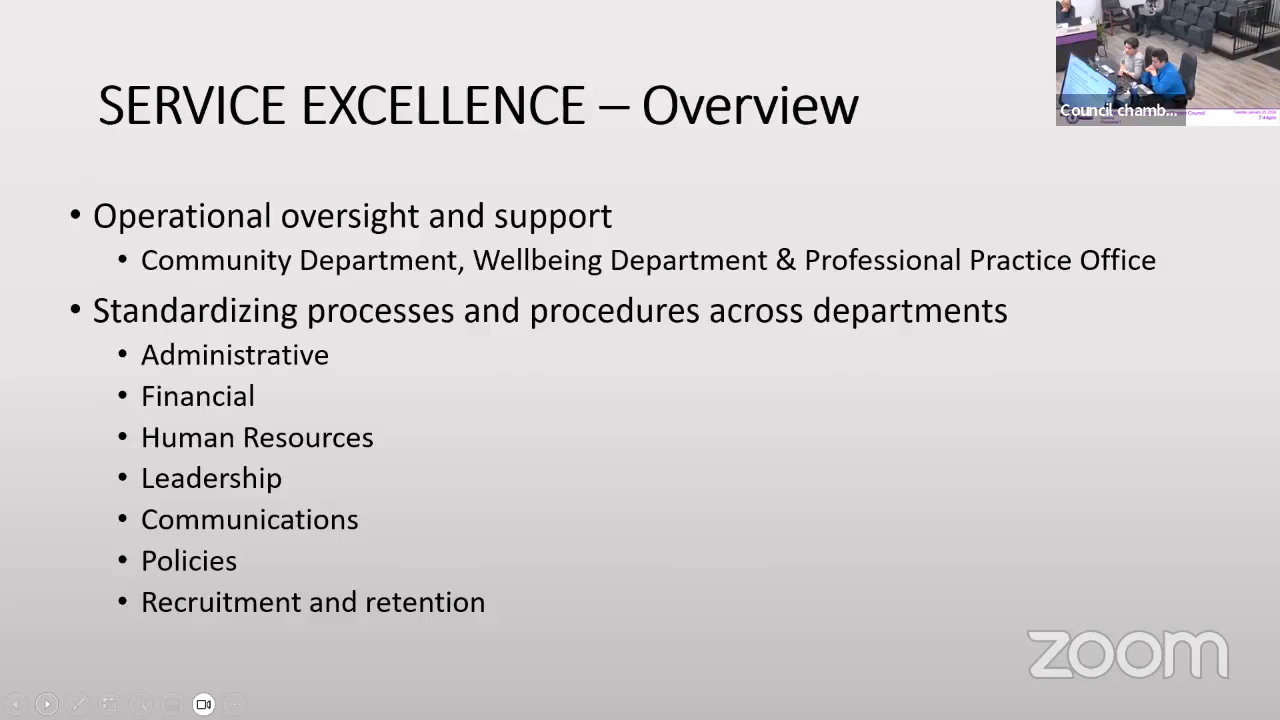 SERVICE EXCELLENCE – Overview
Council chamb...
• Operational oversight and support
• Community Department, Wellbeing Department & Professional Practice Office
• Standardizing processes and procedures across departments
• Administrative
• Financial
• Human Resources
• Leadership
• Communications
• Policies
• Recruitment and retention
zoom